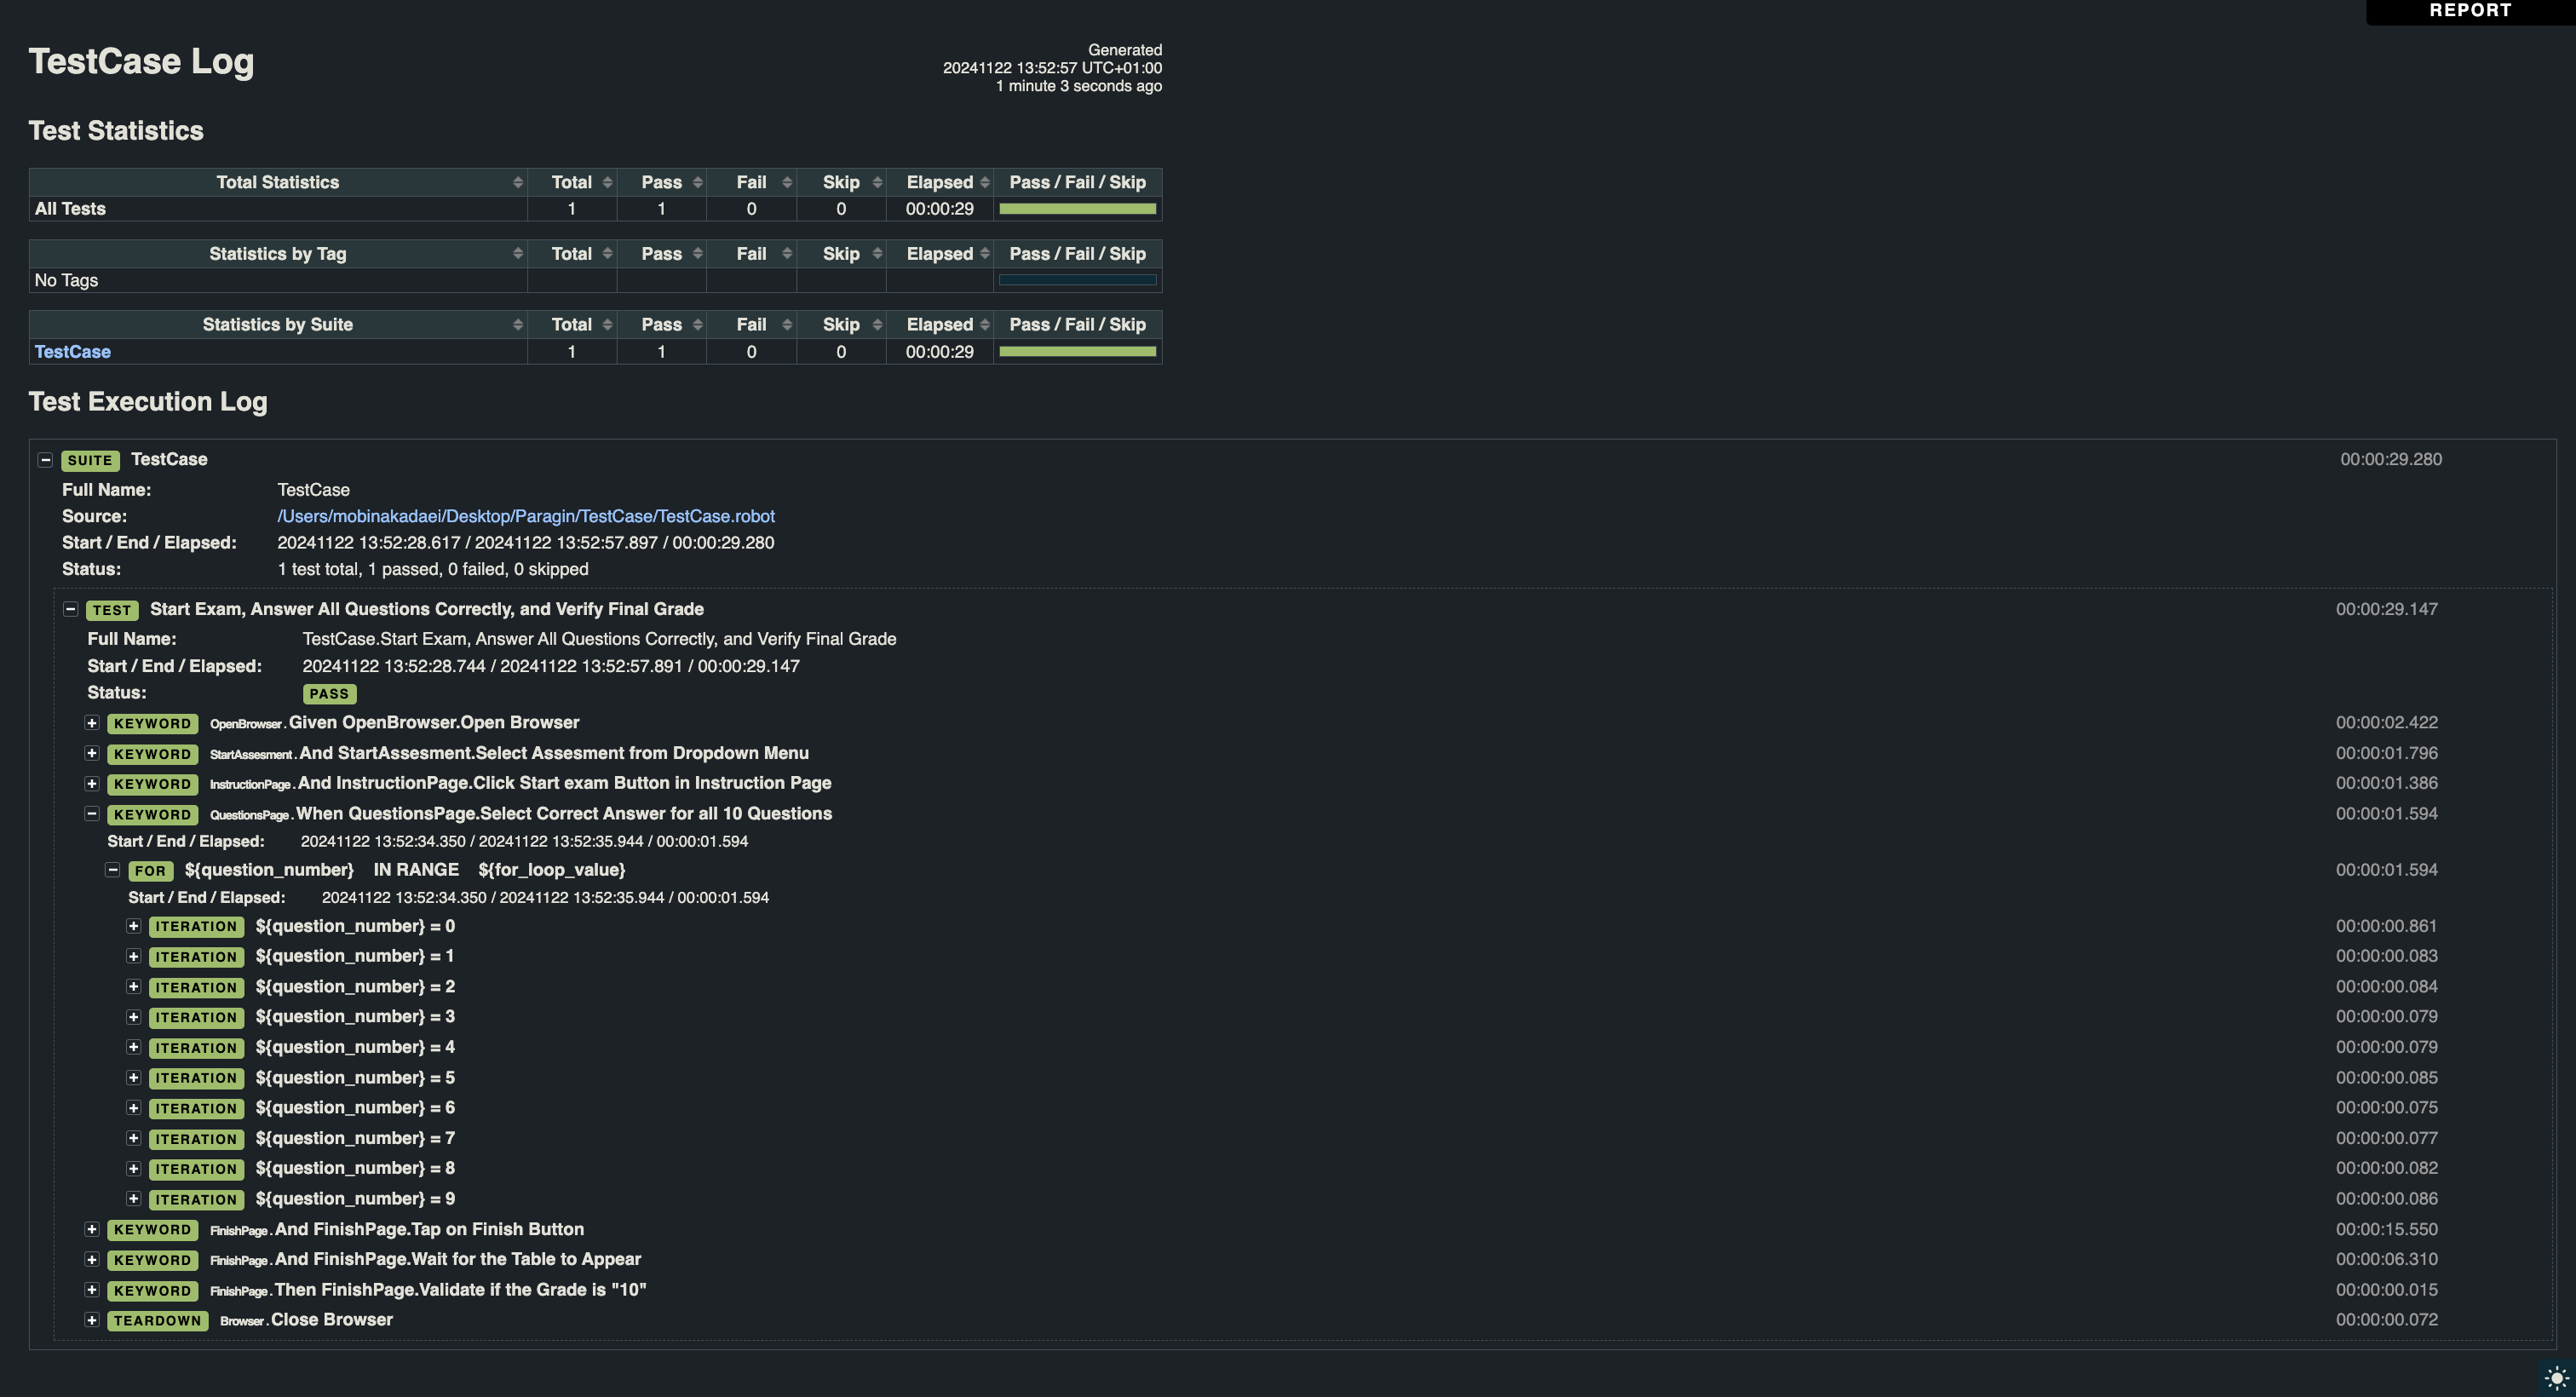 REPORT
TestCase Log
Generated
20241122 13:52:57 UTC+01:00
1 minute 3 seconds ago
Test Statistics
Total Statistics Total Pass Fail Skip Elapsed Pass / Fail / Skip
All Tests 1 1 0 0 00:00:29
Statistics by Tag Total Pass Fail Skip Elapsed Pass / Fail / Skip
No Tags
Statistics by Suite Total Pass Fail Skip Elapsed Pass / Fail / Skip
TestCase 1 1 0 0 00:00:29
Test Execution Log
SUITE TestCase 00:00:29.280
Full Name: TestCase
Source: /Users/mobinakadaei/Desktop/Paragin/TestCase/TestCase.robot
Start / End / Elapsed: 20241122 13:52:28.617 / 20241122 13:52:57.897 / 00:00:29.280
Status: 1 test total, 1 passed, 0 failed, 0 skipped
TEST Start Exam, Answer All Questions Correctly, and Verify Final Grade 00:00:29.147
Full Name: TestCase.Start Exam, Answer All Questions Correctly, and Verify Final Grade
Start / End / Elapsed: 20241122 13:52:28.744 / 20241122 13:52:57.891 / 00:00:29.147
Status: PASS
KEYWORD OpenBrowser.Given OpenBrowser.Open Browser 00:00:02.422
KEYWORD StartAssesment.And StartAssesment.Select Assesment from Dropdown Menu 00:00:01.796
KEYWORD InstructionPage.And InstructionPage.Click Start exam Button in Instruction Page 00:00:01.386
KEYWORD QuestionsPage.When QuestionsPage.Select Correct Answer for all 10 Questions 00:00:01.594
Start / End / Elapsed: 20241122 13:52:34.350 / 20241122 13:52:35.944 / 00:00:01.594
FOR ${question_number} IN RANGE ${for_loop_value} 00:00:01.594
Start / End / Elapsed: 20241122 13:52:34.350 / 20241122 13:52:35.944 / 00:00:01.594
ITERATION ${question_number} = 0 00:00:00.861
ITERATION ${question_number} = 1 00:00:00.083
ITERATION ${question_number} = 2 00:00:00.084
ITERATION ${question_number} = 3 00:00:00.079
ITERATION ${question_number} = 4 00:00:00.079
ITERATION ${question_number} = 5 00:00:00.085
ITERATION ${question_number} = 6 00:00:00.075
ITERATION ${question_number} = 7 00:00:00.077
ITERATION ${question_number} = 8 00:00:00.082
ITERATION ${question_number} = 9 00:00:00.086
KEYWORD FinishPage.And FinishPage.Tap on Finish Button 00:00:15.550
KEYWORD FinishPage.And FinishPage.Wait for the Table to Appear 00:00:06.310
KEYWORD FinishPage.Then FinishPage.Validate if the Grade is "10" 00:00:00.015
TEARDOWN Browser.Close Browser 00:00:00.072